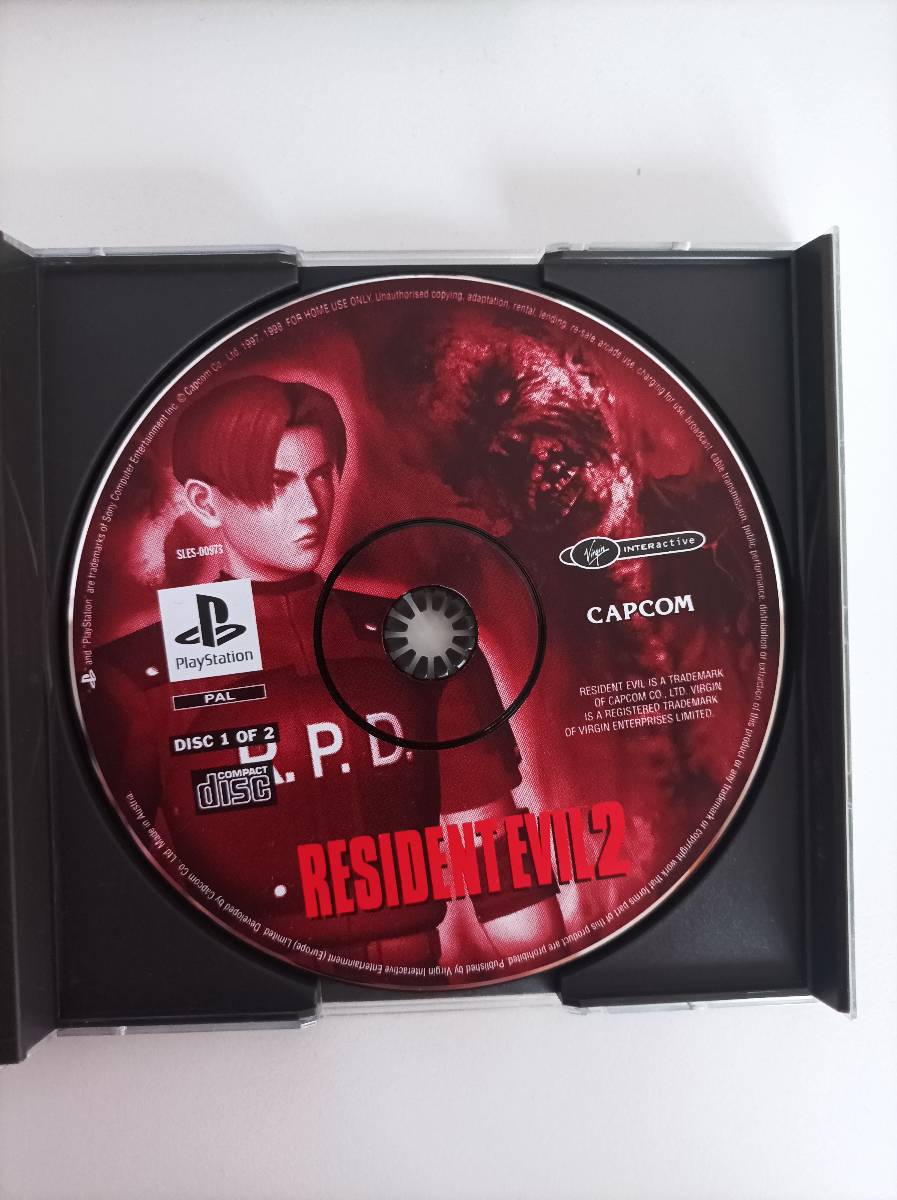 and "PlayStation" are trademarks of Sony Computer Entertainment Inc. © Capcom Co., Ltd. 1997, 1998. FOR HOME USE ONLY. Unauthorised copying, adaptation, rental, lending, re-sale, arcade use, charging for use, broadcast, cable transmission, public performance, distribution or extraction of this product or any trademark or copyright work that forms part of this product are prohibited. Published by Virgin Interactive Entertainment (Europe) Limited. Developed by Capcom Co., Ltd. Made in Austria.
SLES-00973
PlayStation
PAL
DISC 1 OF 2
COMPACT
disc
R.P.D.
Virgin INTERactive
CAPCOM
RESIDENT EVIL IS A TRADEMARK
OF CAPCOM CO., LTD. VIRGIN
IS A REGISTERED TRADEMARK
OF VIRGIN ENTERPRISES LIMITED.
RESIDENT EVIL 2